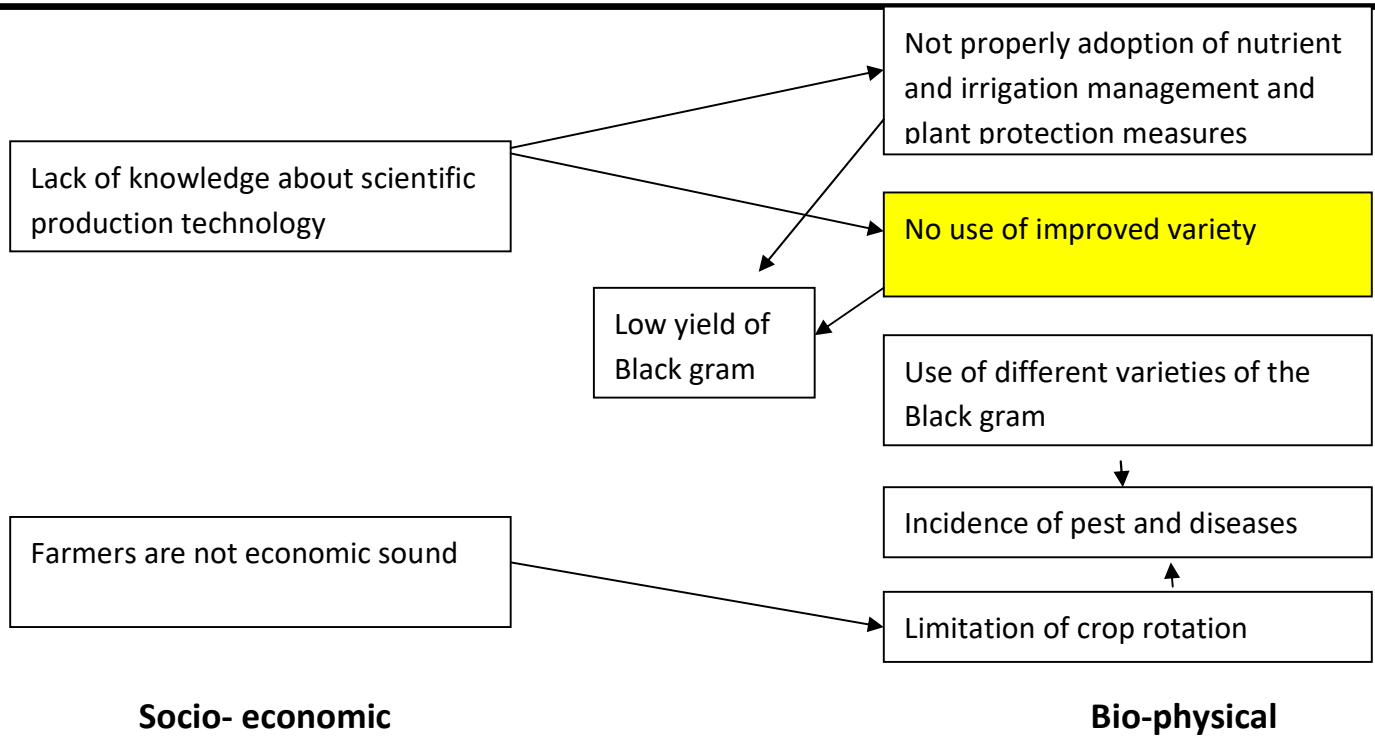 Not properly adoption of nutrient
and irrigation management and
plant protection measures
Lack of knowledge about scientific
production technology
No use of improved variety
Low yield of
Black gram
Use of different varieties of the
Black gram
Incidence of pest and diseases
Farmers are not economic sound
Limitation of crop rotation
Socio- economic
Bio-physical